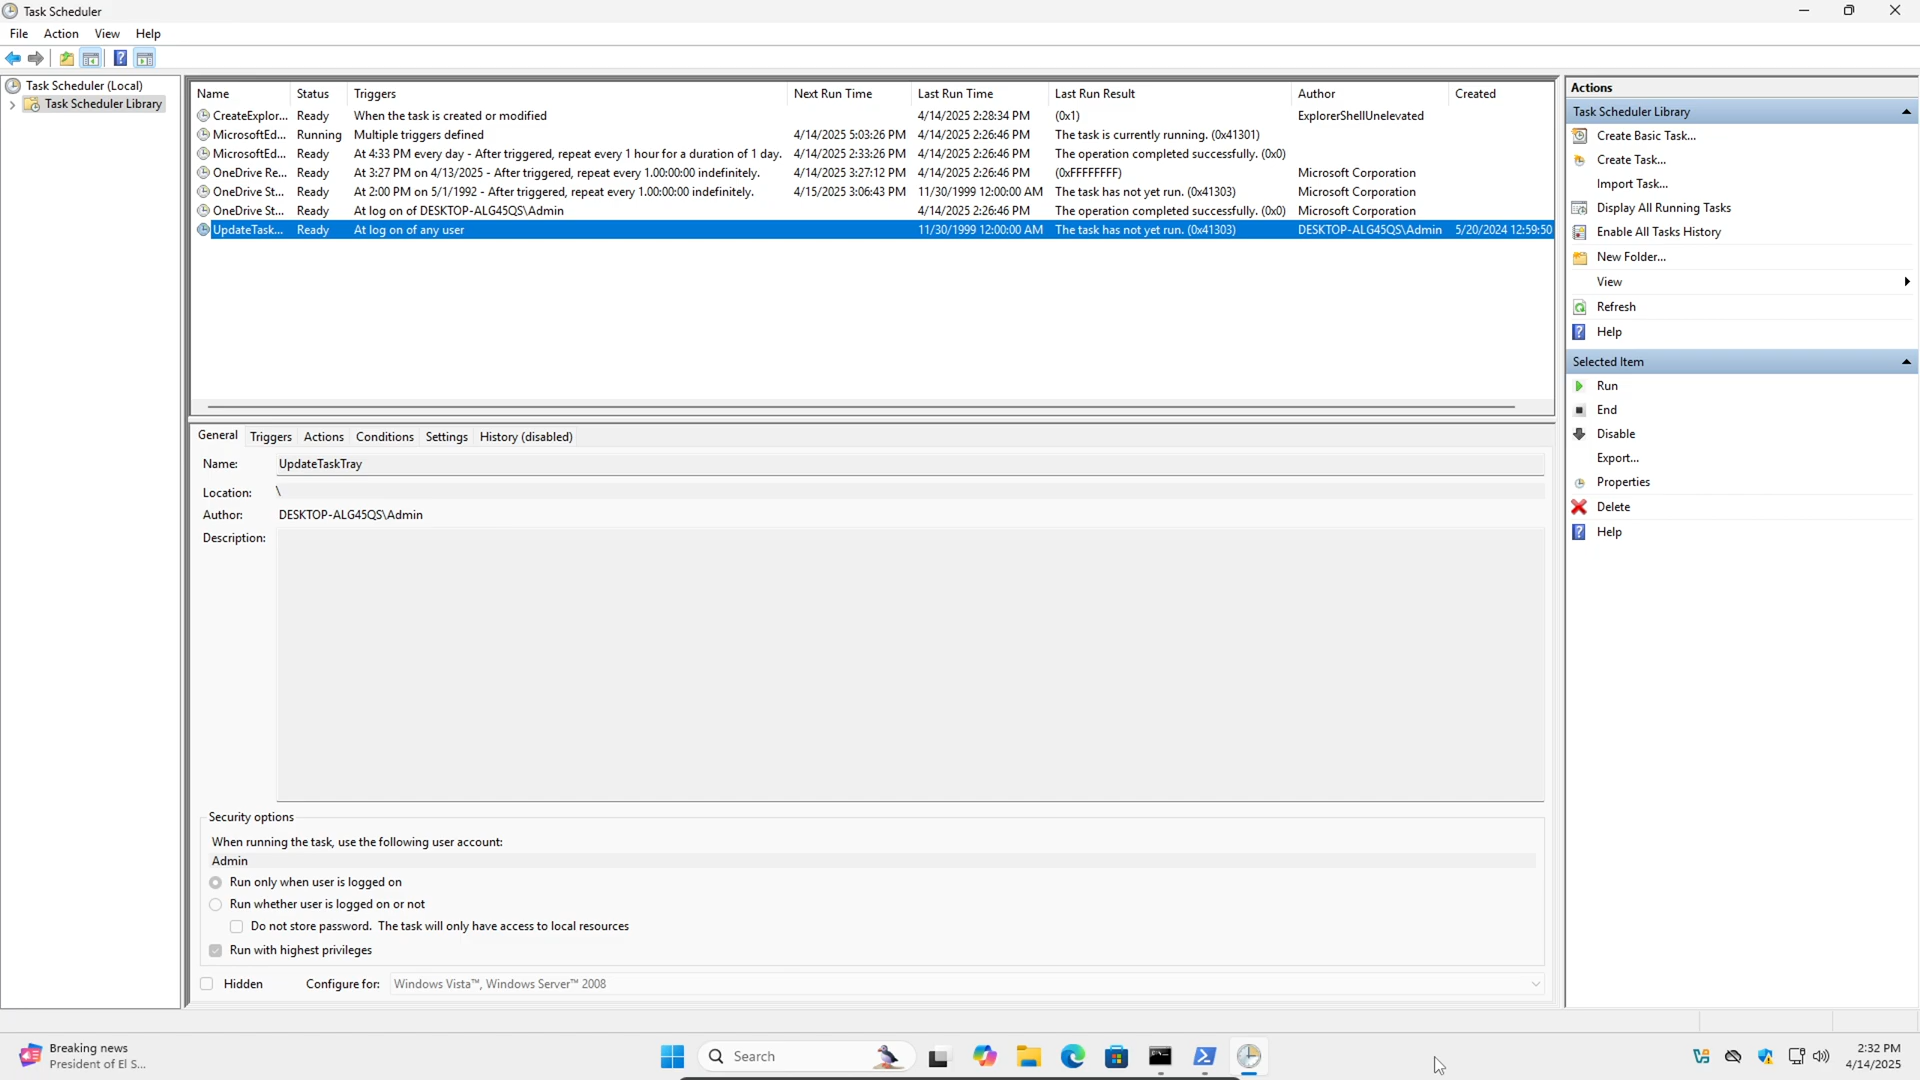 Task Scheduler
File Action View Help
Task Scheduler (Local)
Task Scheduler Library
Name Status Triggers Next Run Time Last Run Time Last Run Result Author Created
CreateExplor... Ready When the task is created or modified 4/14/2025 2:28:34 PM (0x1) ExplorerShellUnelevated
MicrosoftEd... Running Multiple triggers defined 4/14/2025 5:03:26 PM 4/14/2025 2:26:46 PM The task is currently running. (0x41301)
MicrosoftEd... Ready At 4:33 PM every day - After triggered, repeat every 1 hour for a duration of 1 day. 4/14/2025 2:33:26 PM 4/14/2025 2:26:46 PM The operation completed successfully. (0x0)
OneDrive Re... Ready At 3:27 PM on 4/13/2025 - After triggered, repeat every 1.00:00:00 indefinitely. 4/14/2025 3:27:12 PM 4/14/2025 2:26:46 PM (0xFFFFFFFF) Microsoft Corporation
OneDrive St... Ready At 2:00 PM on 5/1/1992 - After triggered, repeat every 1.00:00:00 indefinitely. 4/15/2025 3:06:43 PM 11/30/1999 12:00:00 AM The task has not yet run. (0x41303) Microsoft Corporation
OneDrive St... Ready At log on of DESKTOP-ALG45QS\Admin 4/14/2025 2:26:46 PM The operation completed successfully. (0x0) Microsoft Corporation
UpdateTask... Ready At log on of any user 11/30/1999 12:00:00 AM The task has not yet run. (0x41303) DESKTOP-ALG45QS\Admin 5/20/2024 12:59:50
General Triggers Actions Conditions Settings History (disabled)
Name: UpdateTaskTray
Location: \
Author: DESKTOP-ALG45QS\Admin
Description:
Security options
When running the task, use the following user account:
Admin
Run only when user is logged on
Run whether user is logged on or not
Do not store password. The task will only have access to local resources
Run with highest privileges
Hidden Configure for: Windows Vista™, Windows Server™ 2008
Actions
Task Scheduler Library
Create Basic Task...
Create Task...
Import Task...
Display All Running Tasks
Enable All Tasks History
New Folder...
View
Refresh
Help
Selected Item
Run
End
Disable
Export...
Properties
Delete
Help
Breaking news
President of El S...
Search
2:32 PM
4/14/2025